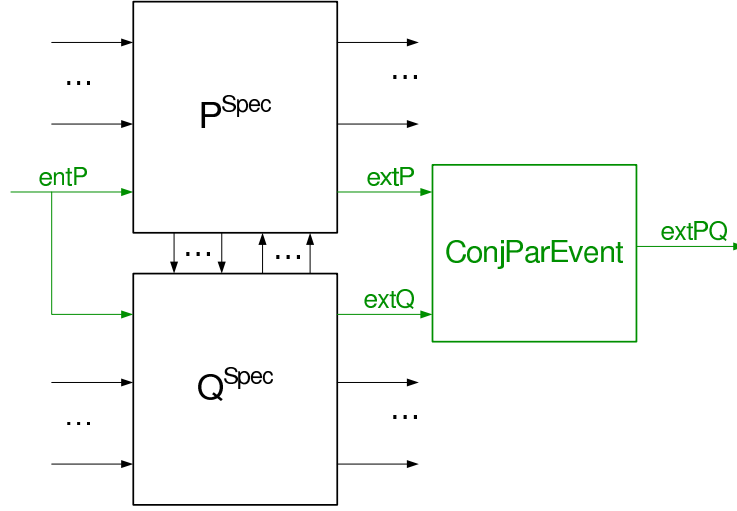 ... ...
P^Spec
entP extP
extPQ
ConjParEvent
... ...
extQ
Q^Spec
... ...